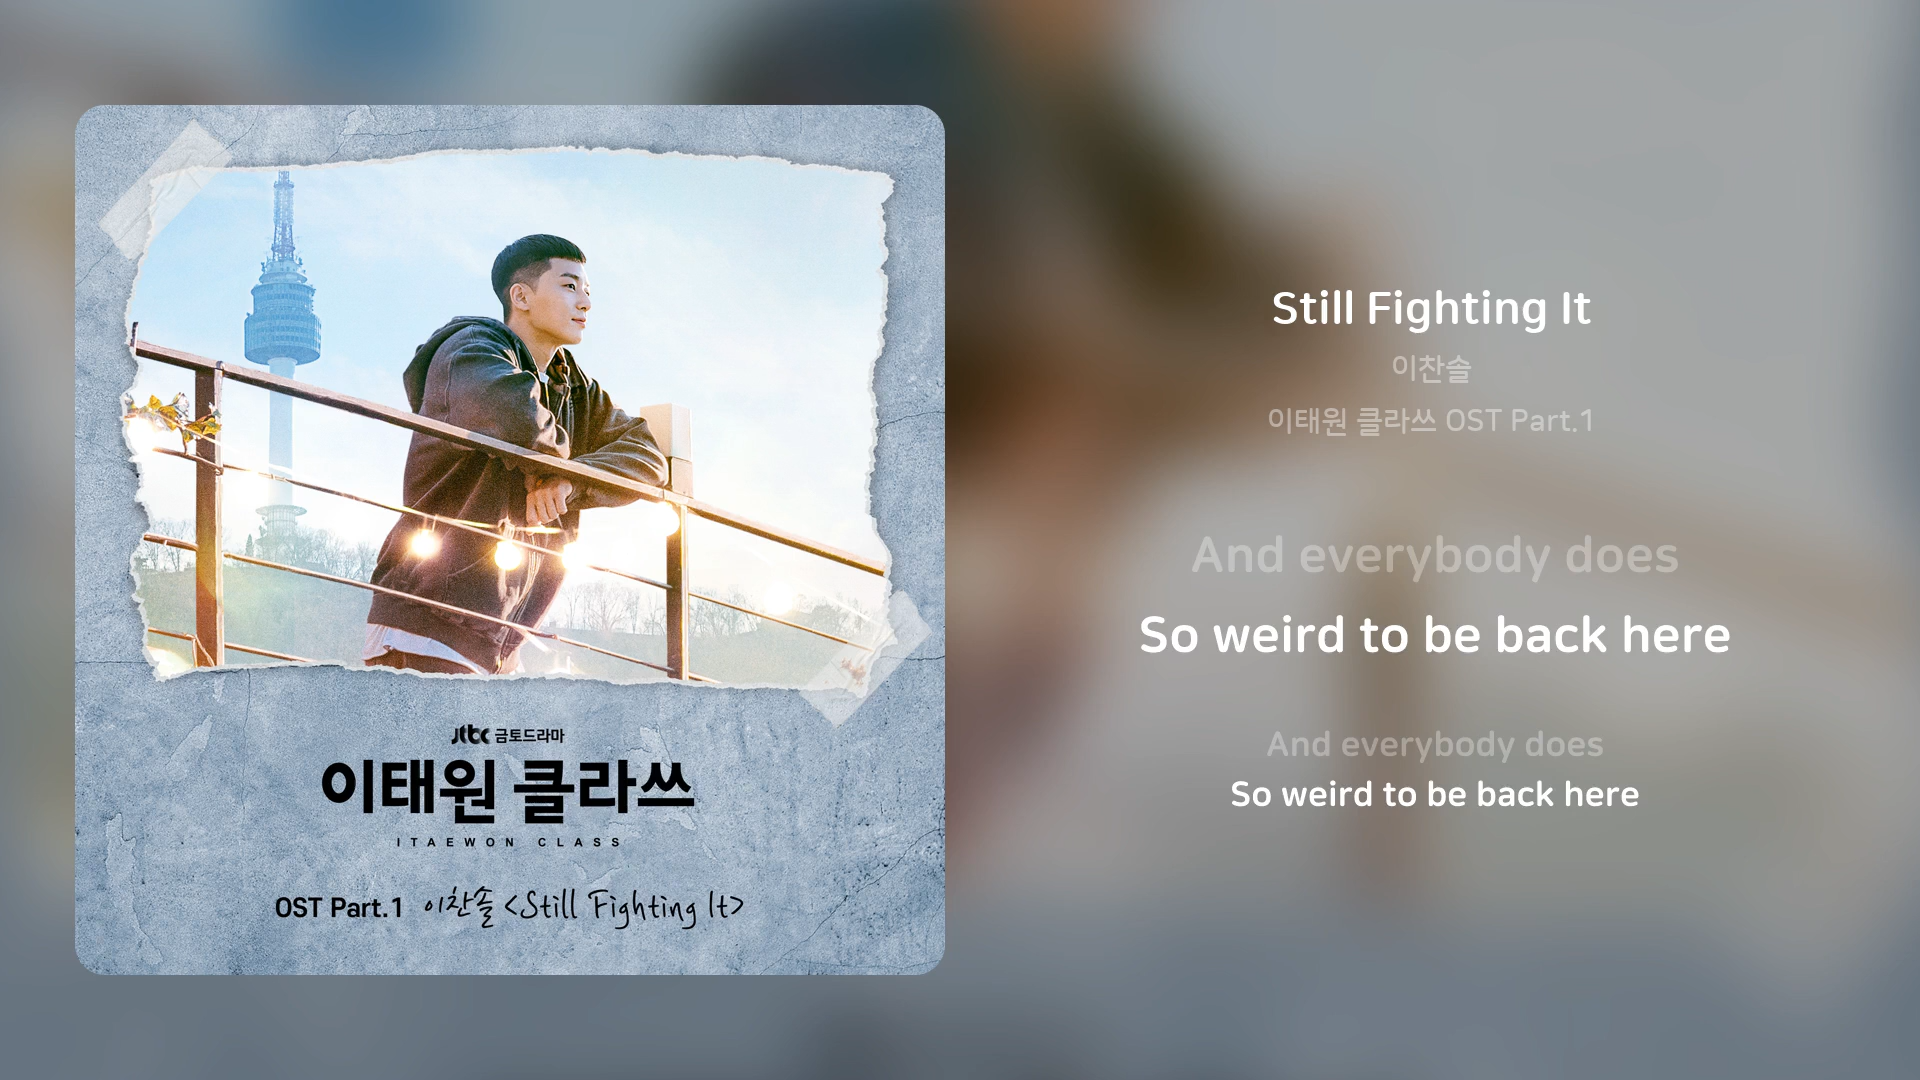 jtbc 금토드라마
이태원 클라쓰
ITAEWON CLASS
OST Part.1 이찬솔 <Still Fighting It>
Still Fighting It
이찬솔
이태원 클라쓰 OST Part.1
And everybody does
So weird to be back here
And everybody does
So weird to be back here